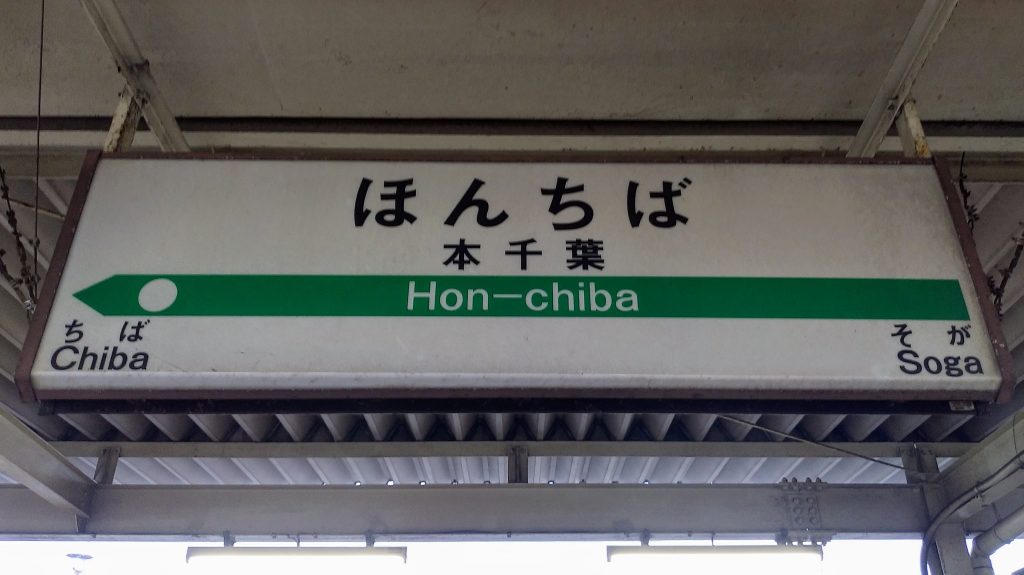 ほんちば
本千葉
Hon-chiba
ちば
Chiba
そが
Soga